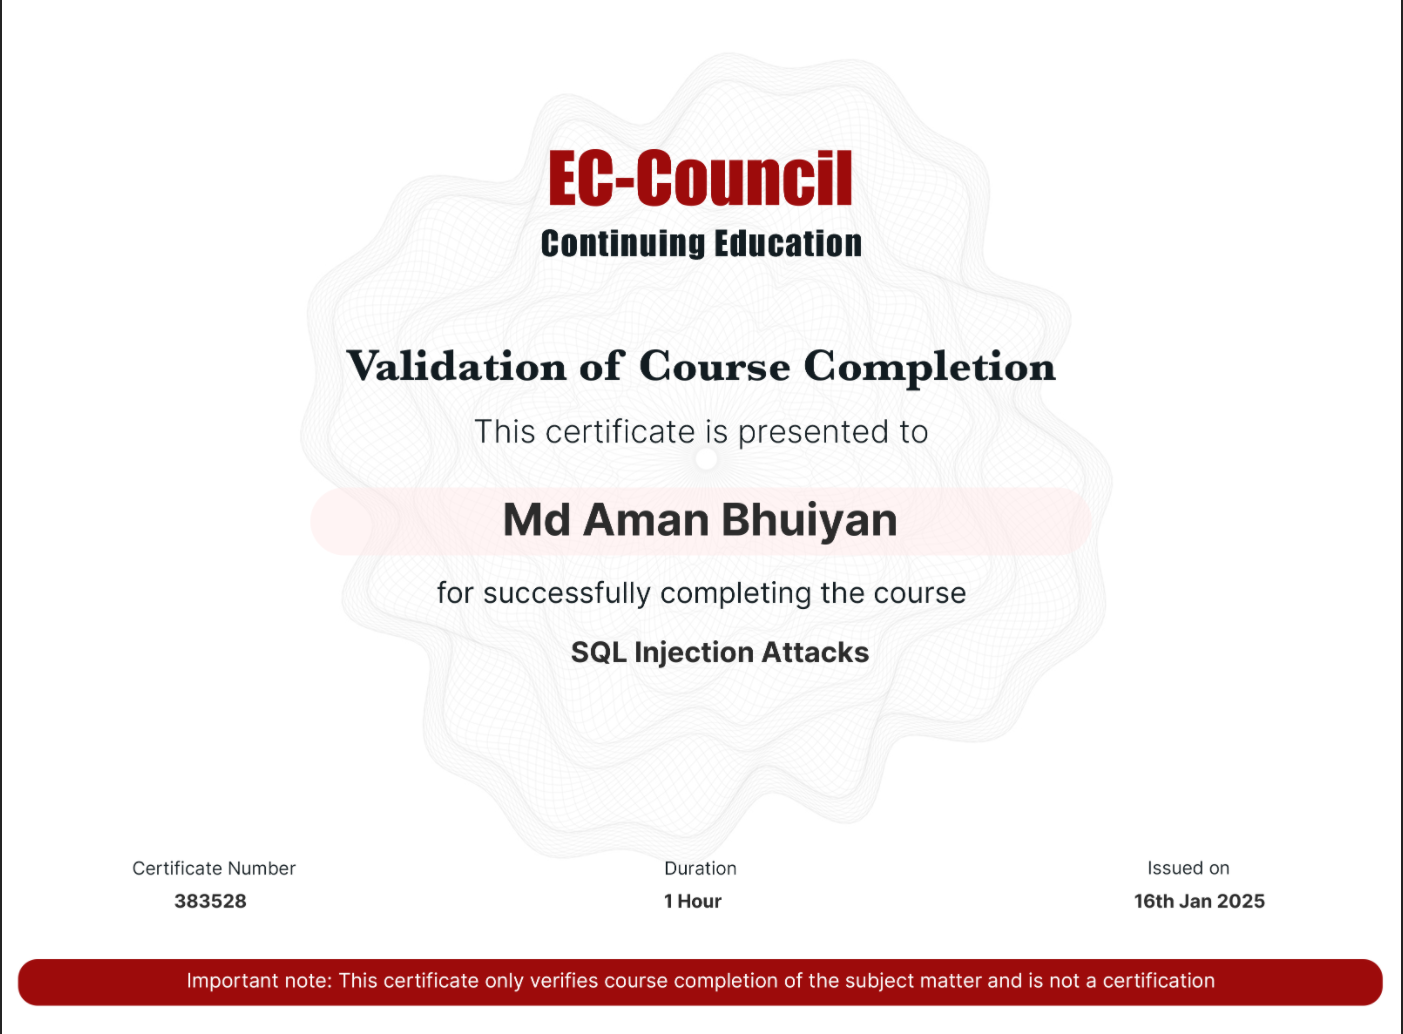 EC-Council
Continuing Education
Validation of Course Completion
This certificate is presented to
Md Aman Bhuiyan
for successfully completing the course
SQL Injection Attacks
Certificate Number
383528
Duration
1 Hour
Issued on
16th Jan 2025
Important note: This certificate only verifies course completion of the subject matter and is not a certification